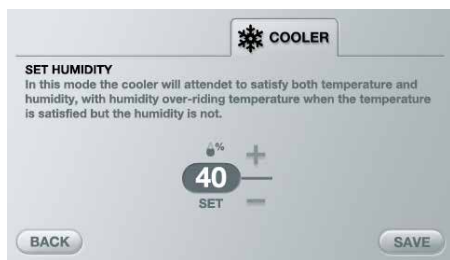 COOLER
SET HUMIDITY
In this mode the cooler will attendet to satisfy both temperature and
humidity, with humidity over-riding temperature when the temperature
is satisfied but the humidity is not.
%
40
SET
BACK
SAVE